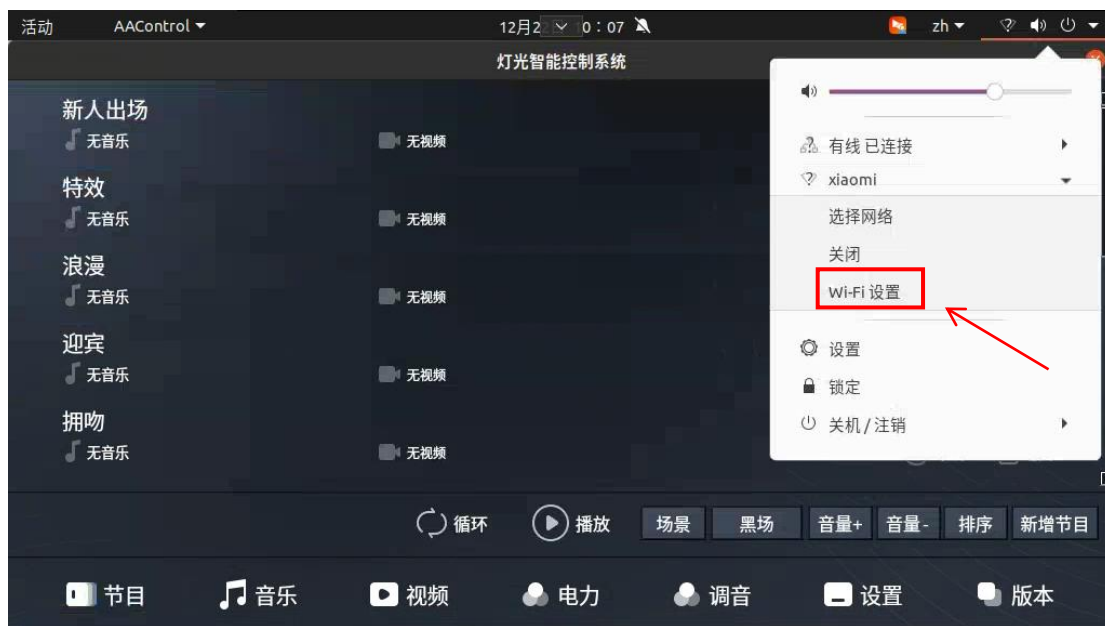 活动 AAControl 12月2 0：07 zh
灯光智能控制系统
新人出场
无音乐 无视频
特效
无音乐 无视频
浪漫
无音乐 无视频
迎宾
无音乐 无视频
拥吻
无音乐 无视频
有线 已连接
xiaomi
选择网络
关闭
Wi-Fi 设置
设置
锁定
关机 / 注销
循环 播放 场景 黑场 音量+ 音量- 排序 新增节目
节目 音乐 视频 电力 调音 设置 版本